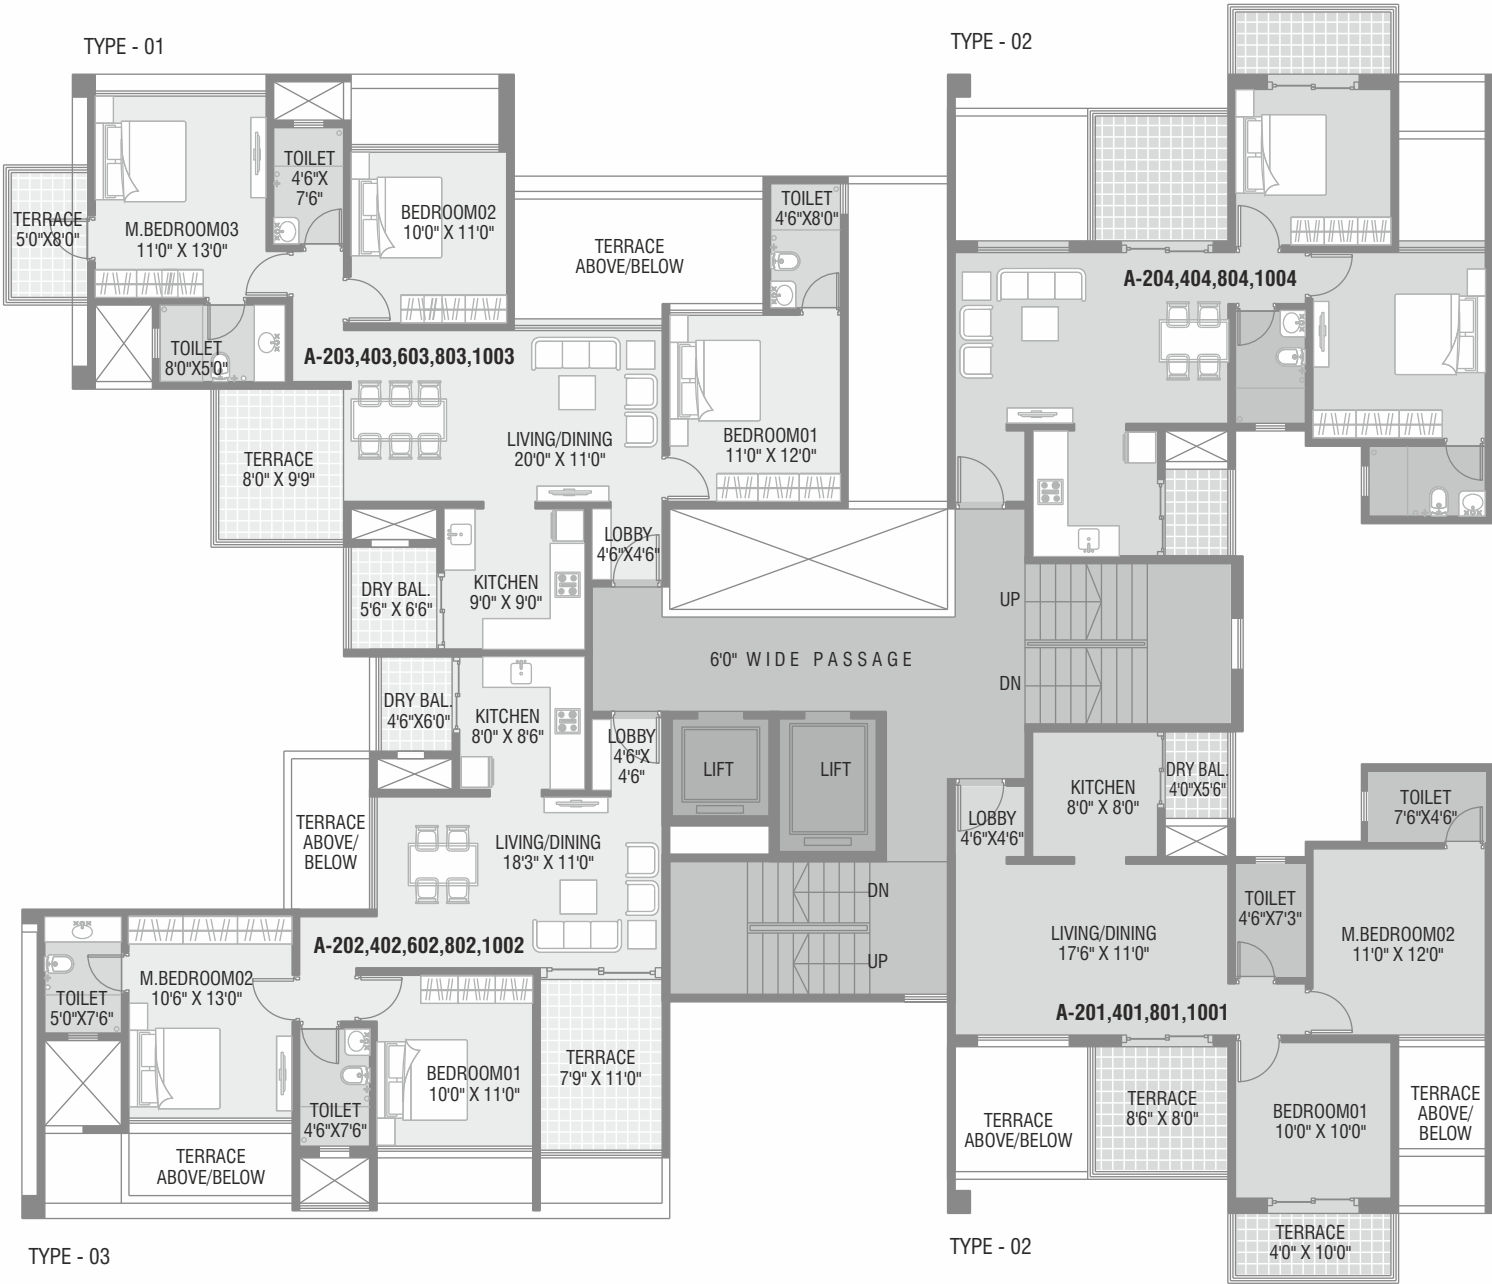 TYPE - 01
TYPE - 02
TOILET
4'6"X
7'6"
BEDROOM02
10'0" X 11'0"
TERRACE
5'0"X8'0"
M.BEDROOM03
11'0" X 13'0"
TERRACE
ABOVE/BELOW
TOILET
4'6"X8'0"
A-204,404,804,1004
TOILET
8'0"X5'0"
A-203,403,603,803,1003
LIVING/DINING
20'0" X 11'0"
BEDROOM01
11'0" X 12'0"
TERRACE
8'0" X 9'9"
LOBBY
4'6"X4'6"
DRY BAL.
5'6" X 6'6"
KITCHEN
9'0" X 9'0"
UP
6'0" WIDE PASSAGE
DN
DRY BAL.
4'6"X6'0"
KITCHEN
8'0" X 8'6"
LOBBY
4'6"X
4'6"
LIFT
LIFT
KITCHEN
8'0" X 8'0"
DRY BAL.
4'0"X5'6"
TOILET
7'6"X4'6"
LOBBY
4'6"X4'6"
TERRACE
ABOVE/
BELOW
LIVING/DINING
18'3" X 11'0"
DN
UP
TOILET
4'6"X7'3"
LIVING/DINING
17'6" X 11'0"
M.BEDROOM02
11'0" X 12'0"
A-202,402,602,802,1002
A-201,401,801,1001
M.BEDROOM02
10'6" X 13'0"
TOILET
5'0"X7'6"
TERRACE
7'9" X 11'0"
BEDROOM01
10'0" X 11'0"
TOILET
4'6"X7'6"
TERRACE
ABOVE/BELOW
TERRACE
ABOVE/BELOW
TERRACE
8'6" X 8'0"
BEDROOM01
10'0" X 10'0"
TERRACE
ABOVE/
BELOW
TERRACE
4'0" X 10'0"
TYPE - 03
TYPE - 02